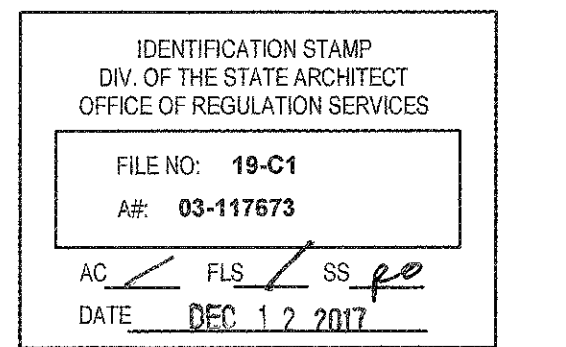 IDENTIFICATION STAMP
DIV. OF THE STATE ARCHITECT
OFFICE OF REGULATION SERVICES
FILE NO: 19-C1
A#: 03-117673
AC FLS SS
DATE DEC 12 2017